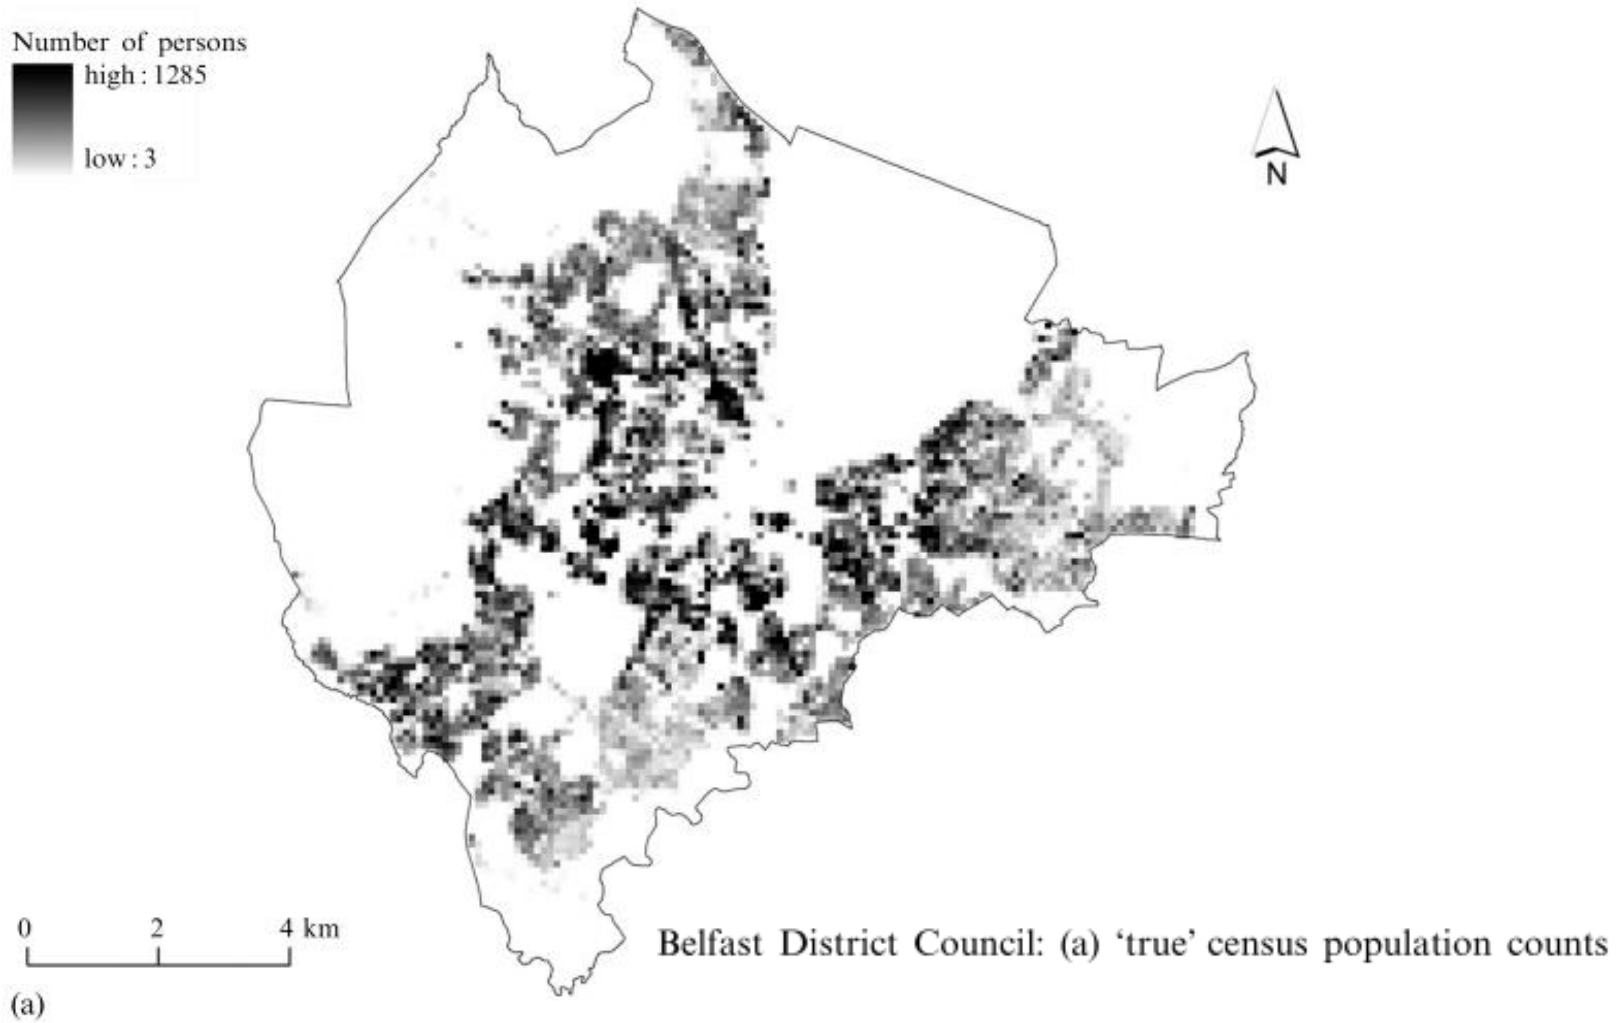 Number of persons
high : 1285
low : 3
N
0 2 4 km
Belfast District Council: (a) ‘true’ census population counts
(a)